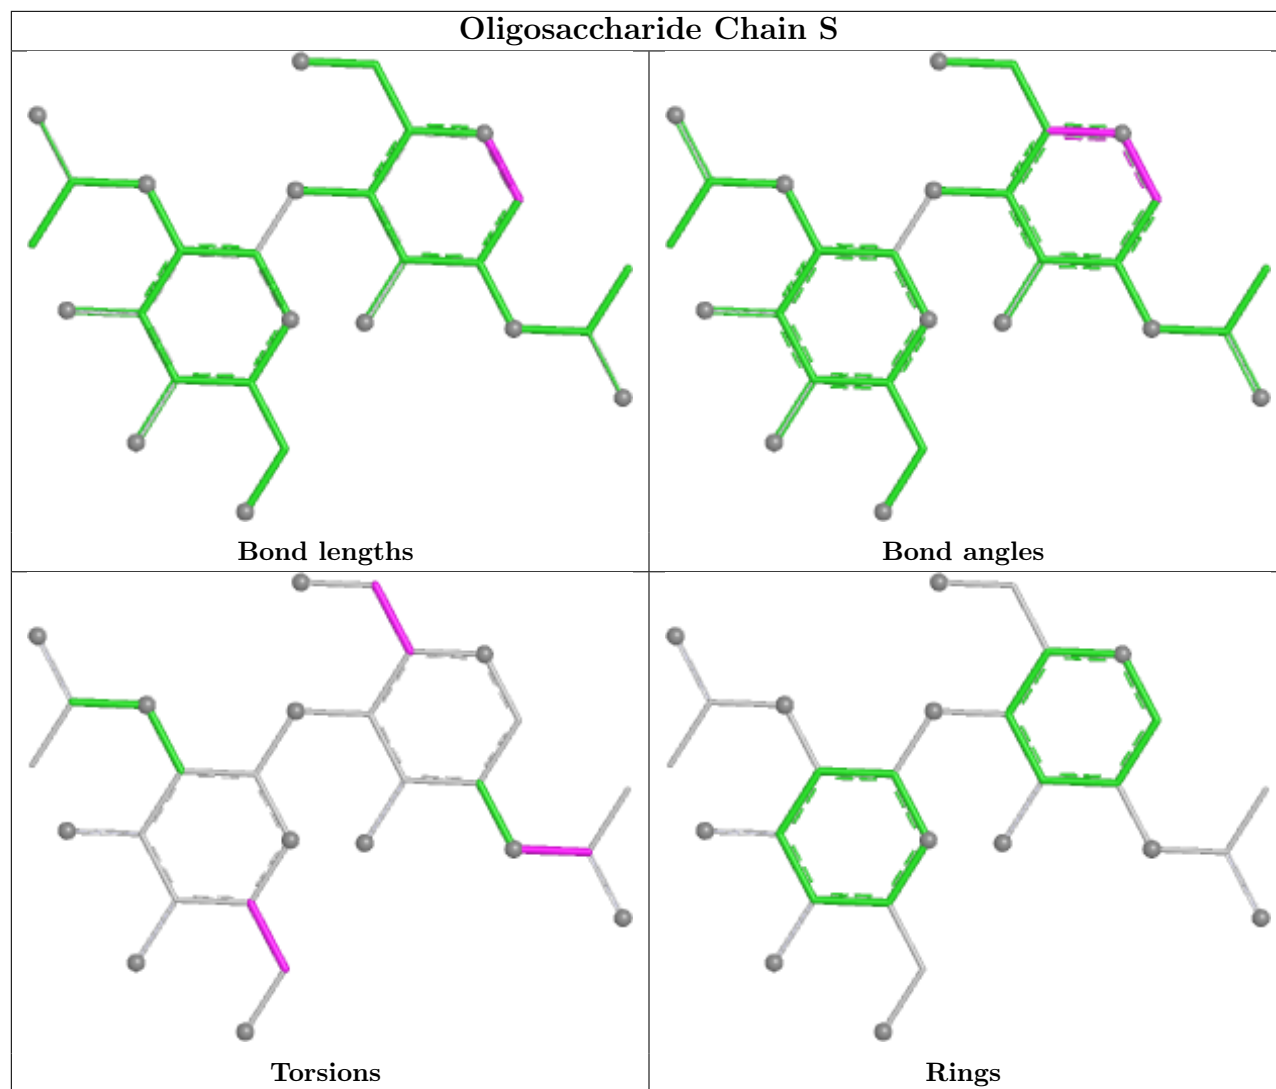 Oligosaccharide Chain S
Bond lengths
Bond angles
Torsions
Rings